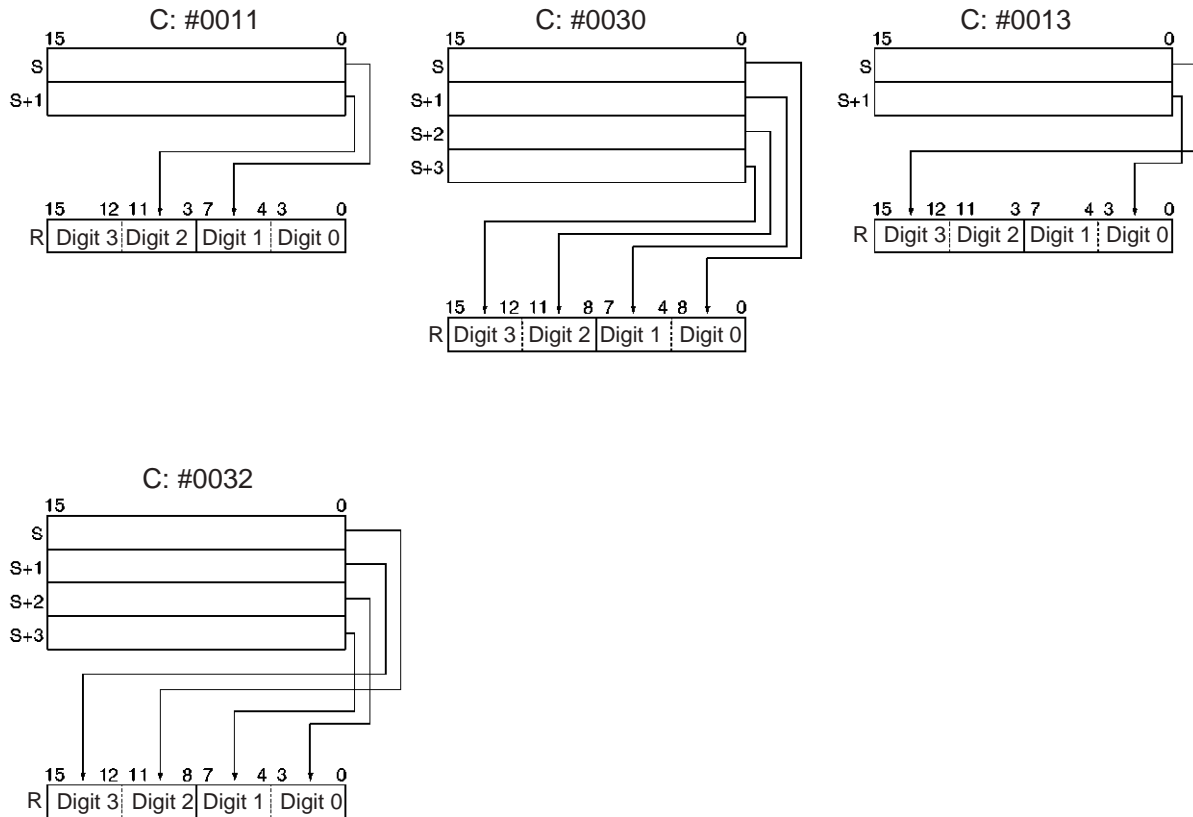 C: #0011
15 0
S
S+1
15 12 11 3 7 4 3 0
R Digit 3 Digit 2 Digit 1 Digit 0
C: #0030
15 0
S
S+1
S+2
S+3
15 12 11 8 7 4 8 0
R Digit 3 Digit 2 Digit 1 Digit 0
C: #0013
15 0
S
S+1
15 12 11 3 7 4 3 0
R Digit 3 Digit 2 Digit 1 Digit 0
C: #0032
15 0
S
S+1
S+2
S+3
15 12 11 8 7 4 3 0
R Digit 3 Digit 2 Digit 1 Digit 0